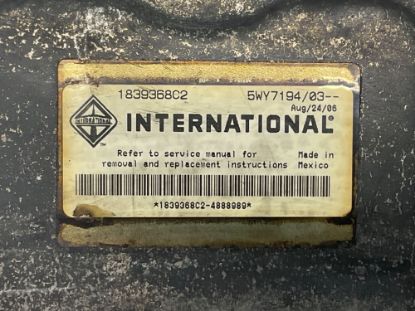 1839368C2 5WY7194/03--
Aug/24/06
INTERNATIONAL
INTERNATIONAL®
Refer to service manual for Made in
removal and replacement instructions Mexico
*1839368C2-4888989*